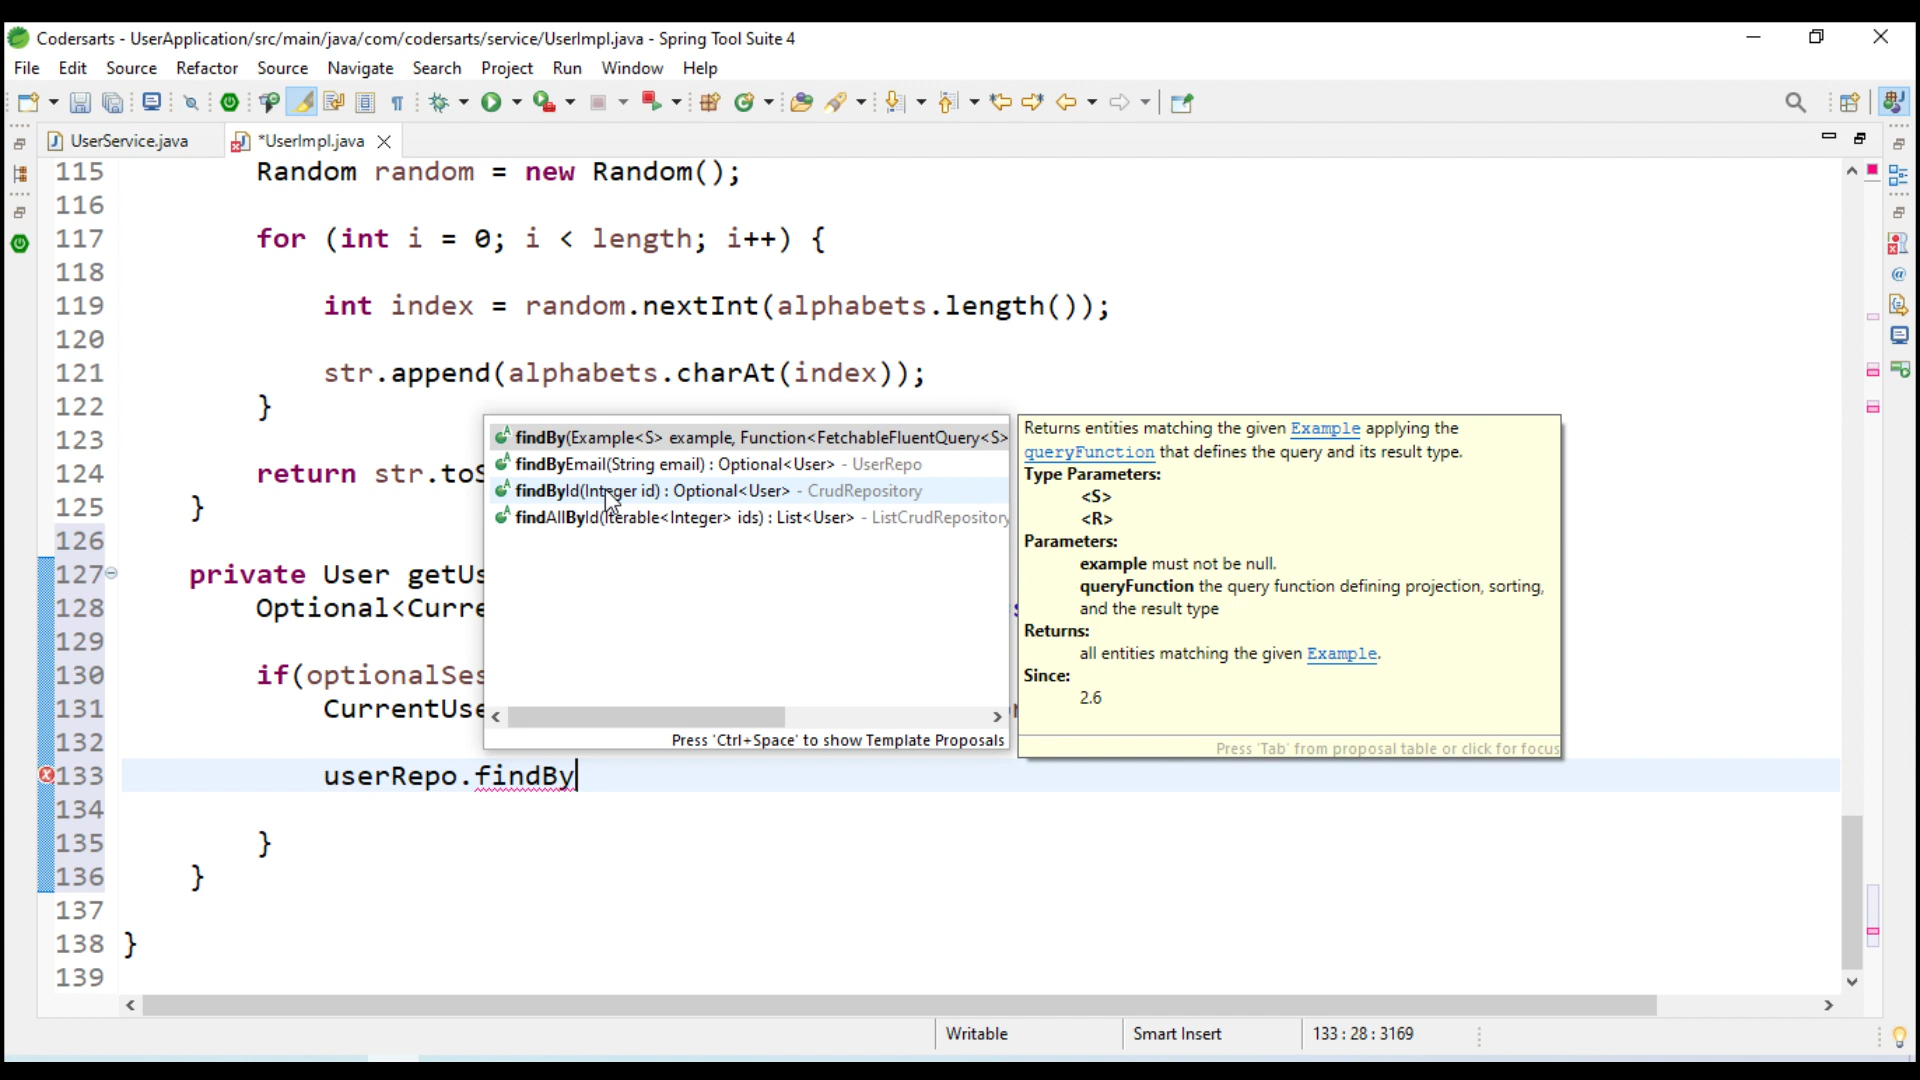 Codersarts - UserApplication/src/main/java/com/codersarts/service/UserImpl.java - Spring Tool Suite 4
File Edit Source Refactor Source Navigate Search Project Run Window Help
UserService.java *UserImpl.java
115 Random random = new Random();
116
117 for (int i = 0; i < length; i++) {
118
119 int index = random.nextInt(alphabets.length());
120
121 str.append(alphabets.charAt(index));
122 }
123
124 return str.toS
125 }
126
127 private User getUs
128 Optional<Curre
129
130 if(optionalSes
131 CurrentUse
132
133 userRepo.findBy
134
135 }
136 }
137
138 }
139
findBy(Example<S> example, Function<FetchableFluentQuery<S>
findByEmail(String email) : Optional<User> - UserRepo
findById(Integer id) : Optional<User> - CrudRepository
findAllById(Iterable<Integer> ids) : List<User> - ListCrudRepository
Press 'Ctrl+Space' to show Template Proposals
Returns entities matching the given Example applying the
queryFunction that defines the query and its result type.
Type Parameters:
<S>
<R>
Parameters:
example must not be null.
queryFunction the query function defining projection, sorting,
and the result type
Returns:
all entities matching the given Example.
Since:
2.6
Press 'Tab' from proposal table or click for focus
Writable Smart Insert 133 : 28 : 3169